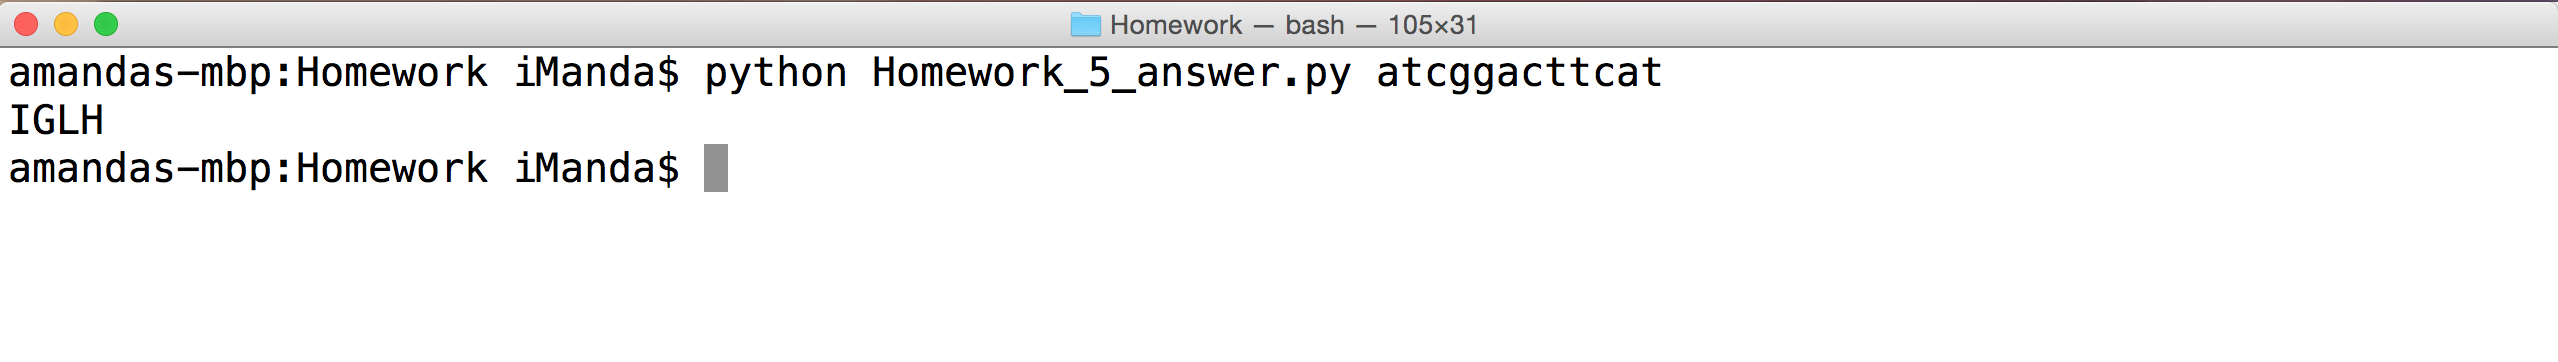 Homework — bash — 105×31
amandas-mbp:Homework iManda$ python Homework_5_answer.py atcggacttcat
IGLH
amandas-mbp:Homework iManda$